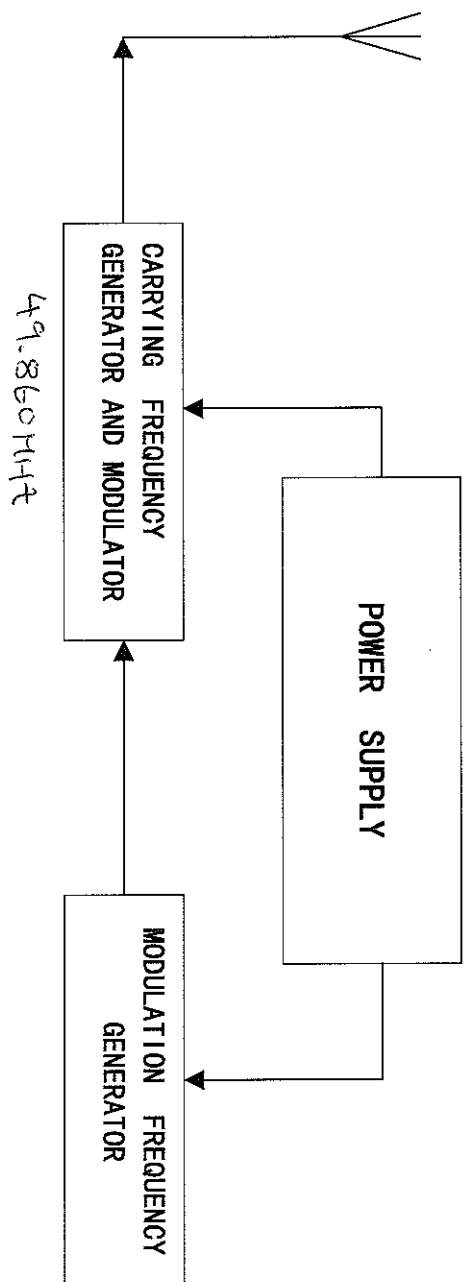 POWER SUPPLY
CARRYING FREQUENCY
GENERATOR AND MODULATOR
49.860MHZ
MODULATION FREQUENCY
GENERATOR